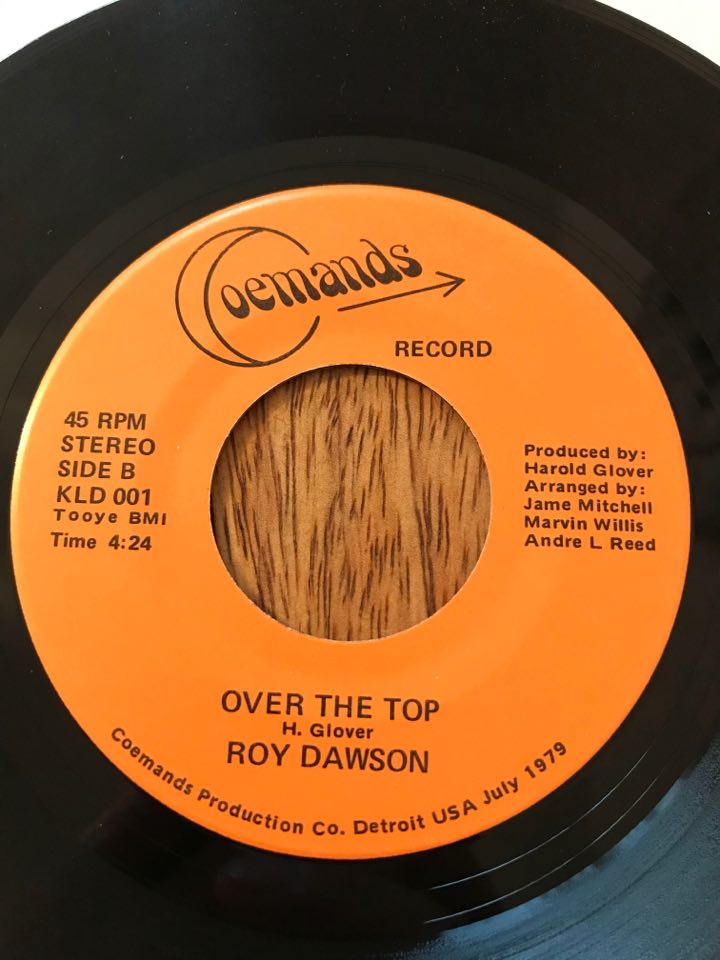 Coemands
RECORD
45 RPM
STEREO
SIDE B
KLD 001
Tooye BMI
Time 4:24
Produced by:
Harold Glover
Arranged by:
Jame Mitchell
Marvin Willis
Andre L Reed
OVER THE TOP
H. Glover
ROY DAWSON
Coemands Production Co. Detroit USA July 1979